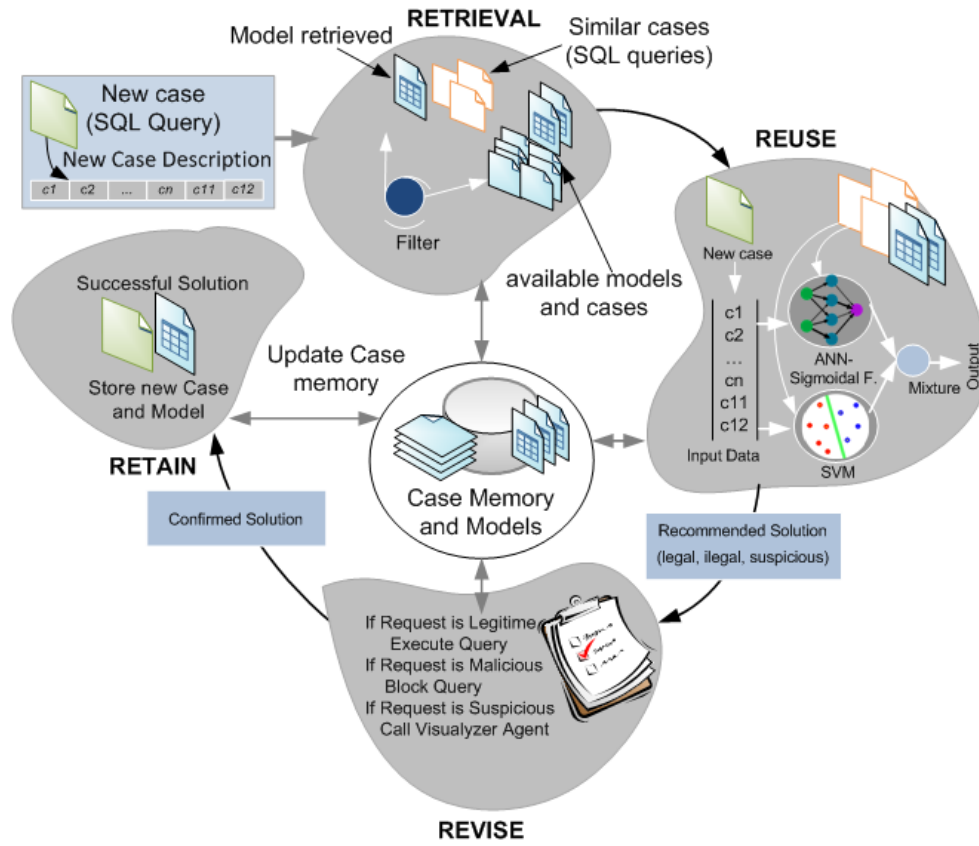 RETRIEVAL
Model retrieved
Similar cases
(SQL queries)
New case
(SQL Query)
New Case Description
c1 c2 ... cn c11 c12
Filter
available models
and cases
REUSE
New case
c1
c2
...
cn
c11
c12
Input Data
ANN-
Sigmoidal F.
SVM
Mixture
Output
Successful Solution
Store new Case
and Model
RETAIN
Update Case
memory
Case Memory
and Models
Confirmed Solution
Recommended Solution
(legal, ilegal, suspicious)
If Request is Legitime
Execute Query
If Request is Malicious
Block Query
If Request is Suspicious
Call Visualyzer Agent
REVISE